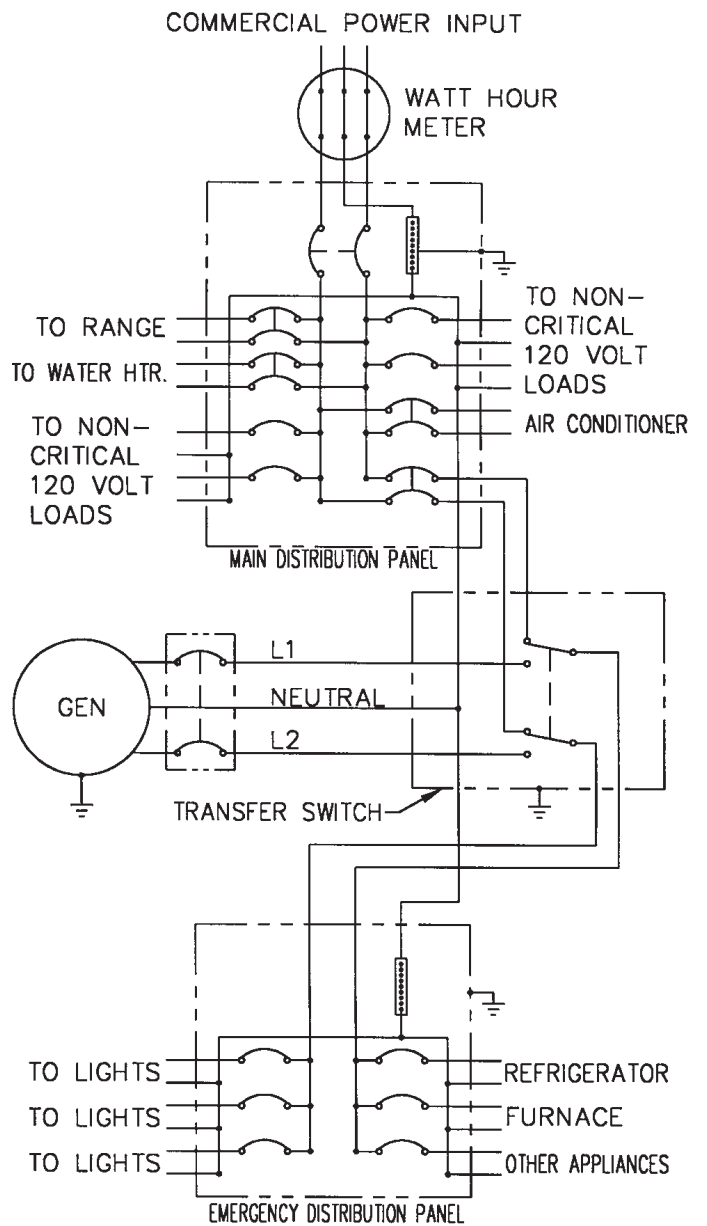 COMMERCIAL POWER INPUT
WATT HOUR
METER
TO RANGE
TO WATER HTR.
TO NON-
CRITICAL
120 VOLT
LOADS
TO NON-
CRITICAL
120 VOLT
LOADS
AIR CONDITIONER
MAIN DISTRIBUTION PANEL
GEN
L1
NEUTRAL
L2
TRANSFER SWITCH
TO LIGHTS
TO LIGHTS
TO LIGHTS
REFRIGERATOR
FURNACE
OTHER APPLIANCES
EMERGENCY DISTRIBUTION PANEL